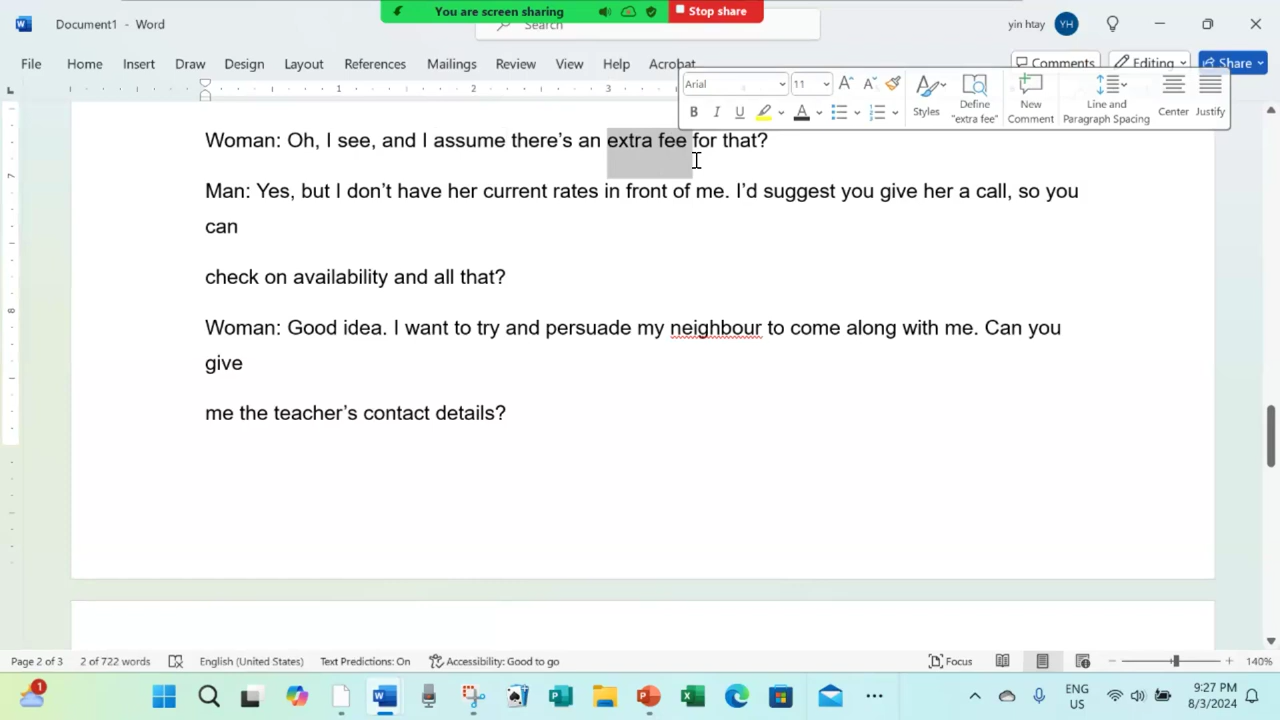 You are screen sharing
Stop share
Document1 - Word
Search
yin htay
YH
File
Home
Insert
Draw
Design
Layout
References
Mailings
Review
View
Help
Acrobat
Comments
Editing
Share
Arial
11
Styles
Define "extra fee"
New Comment
Line and Paragraph Spacing
Center
Justify
1
2
3
Woman: Oh, I see, and I assume there’s an extra fee for that?
Man: Yes, but I don’t have her current rates in front of me. I’d suggest you give her a call, so you
can
check on availability and all that?
Woman: Good idea. I want to try and persuade my neighbour to come along with me. Can you
give
me the teacher’s contact details?
7
8
Page 2 of 3
2 of 722 words
English (United States)
Text Predictions: On
Accessibility: Good to go
Focus
140%
1
ENG
US
9:27 PM
8/3/2024